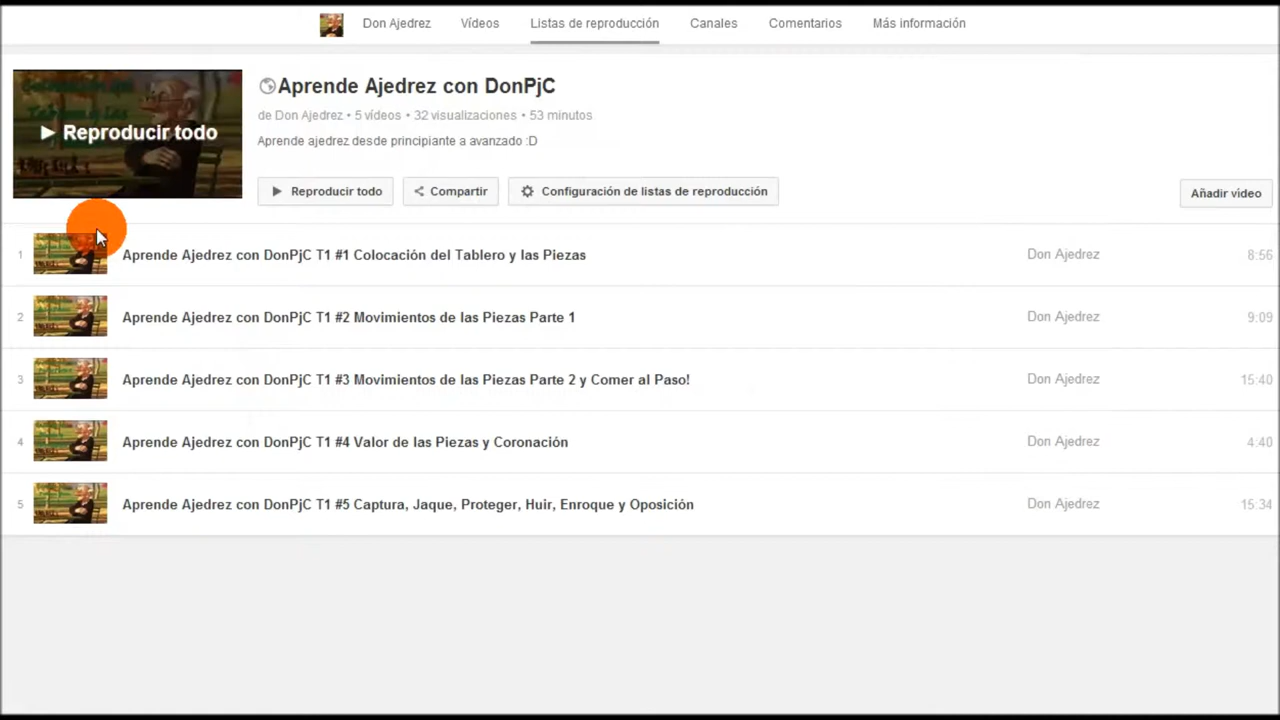 Don Ajedrez Vídeos Listas de reproducción Canales Comentarios Más información
Aprende Ajedrez con DonPjC
de Don Ajedrez • 5 vídeos • 32 visualizaciones • 53 minutos
Reproducir todo
Aprende ajedrez desde principiante a avanzado :D
Reproducir todo Compartir Configuración de listas de reproducción Añadir vídeo
1 Aprende Ajedrez con DonPjC T1 #1 Colocación del Tablero y las Piezas Don Ajedrez 8:56
2 Aprende Ajedrez con DonPjC T1 #2 Movimientos de las Piezas Parte 1 Don Ajedrez 9:09
3 Aprende Ajedrez con DonPjC T1 #3 Movimientos de las Piezas Parte 2 y Comer al Paso! Don Ajedrez 15:40
4 Aprende Ajedrez con DonPjC T1 #4 Valor de las Piezas y Coronación Don Ajedrez 4:40
5 Aprende Ajedrez con DonPjC T1 #5 Captura, Jaque, Proteger, Huir, Enroque y Oposición Don Ajedrez 15:34